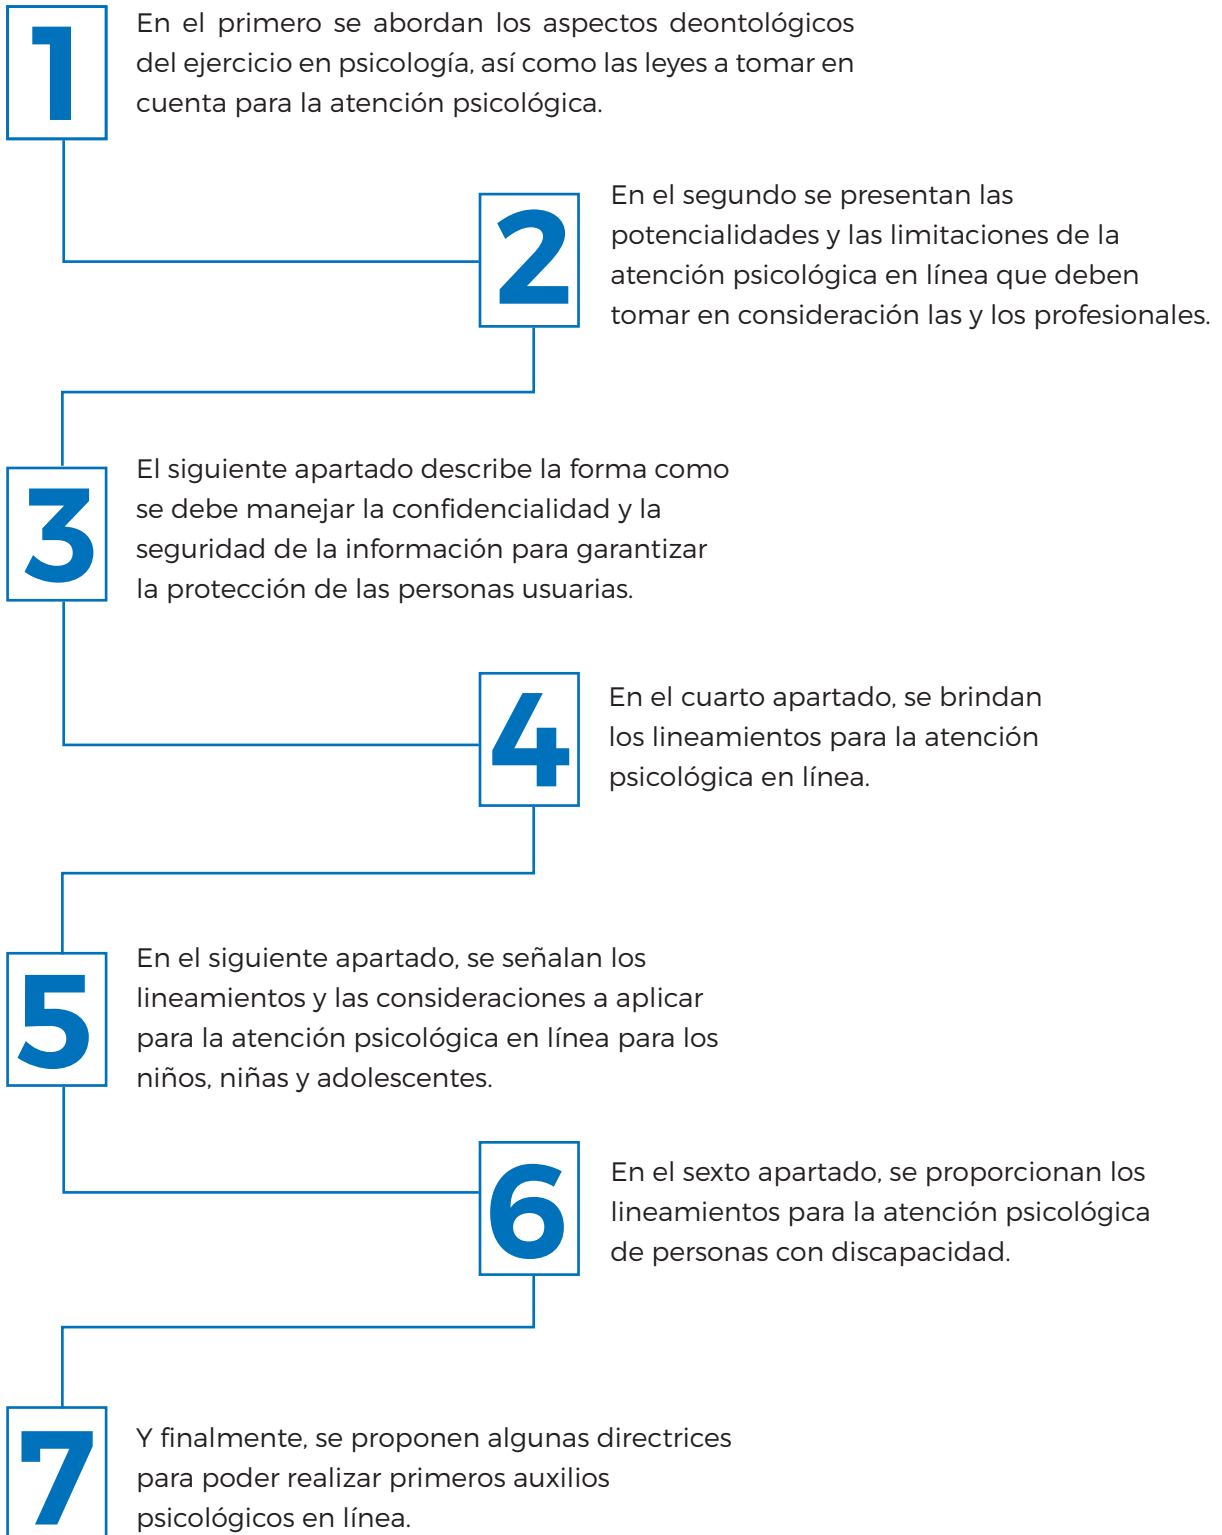 1
En el primero se abordan los aspectos deontológicos
del ejercicio en psicología, así como las leyes a tomar en
cuenta para la atención psicológica.
2
En el segundo se presentan las
potencialidades y las limitaciones de la
atención psicológica en línea que deben
tomar en consideración las y los profesionales.
3
El siguiente apartado describe la forma como
se debe manejar la confidencialidad y la
seguridad de la información para garantizar
la protección de las personas usuarias.
4
En el cuarto apartado, se brindan
los lineamientos para la atención
psicológica en línea.
5
En el siguiente apartado, se señalan los
lineamientos y las consideraciones a aplicar
para la atención psicológica en línea para los
niños, niñas y adolescentes.
6
En el sexto apartado, se proporcionan los
lineamientos para la atención psicológica
de personas con discapacidad.
7
Y finalmente, se proponen algunas directrices
para poder realizar primeros auxilios
psicológicos en línea.